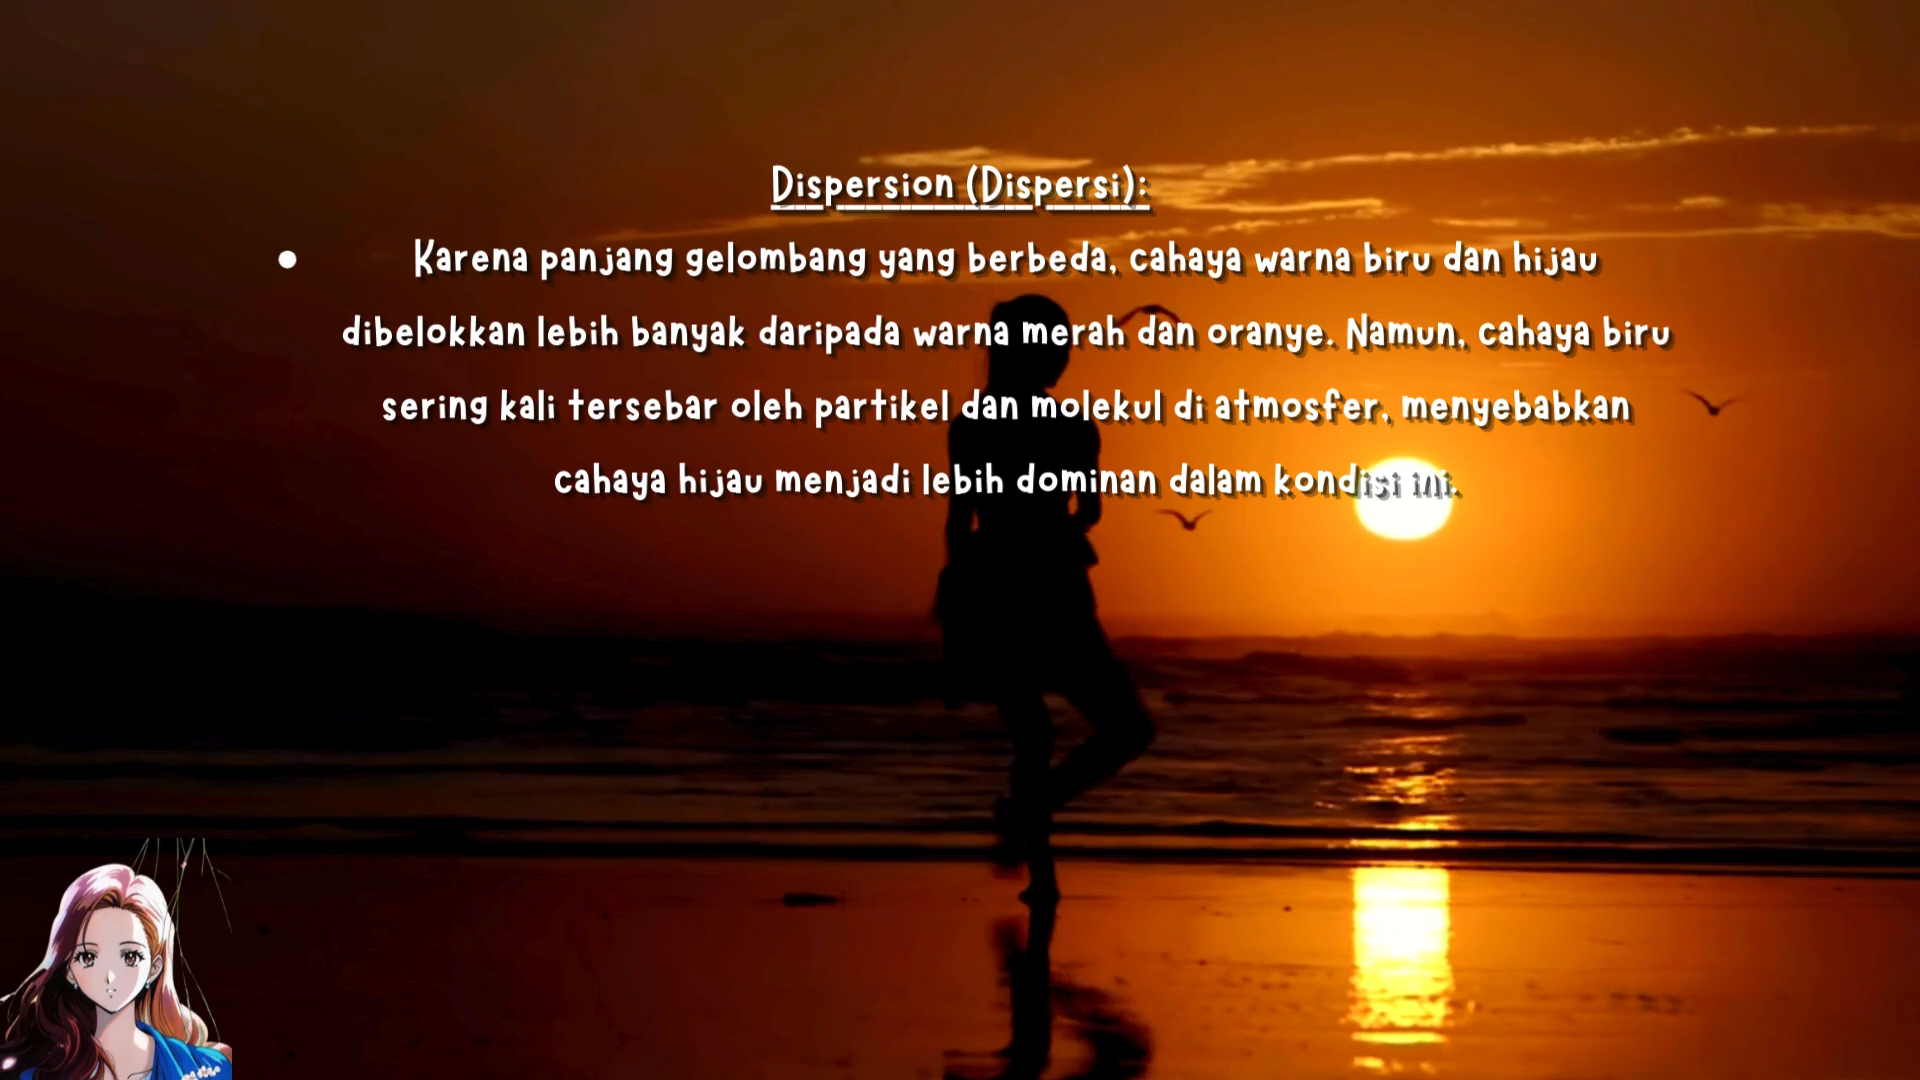 Dispersion (Dispersi):
• Karena panjang gelombang yang berbeda, cahaya warna biru dan hijau
dibelokkan lebih banyak daripada warna merah dan oranye. Namun, cahaya biru
sering kali tersebar oleh partikel dan molekul di atmosfer, menyebabkan
cahaya hijau menjadi lebih dominan dalam kondisi ini.